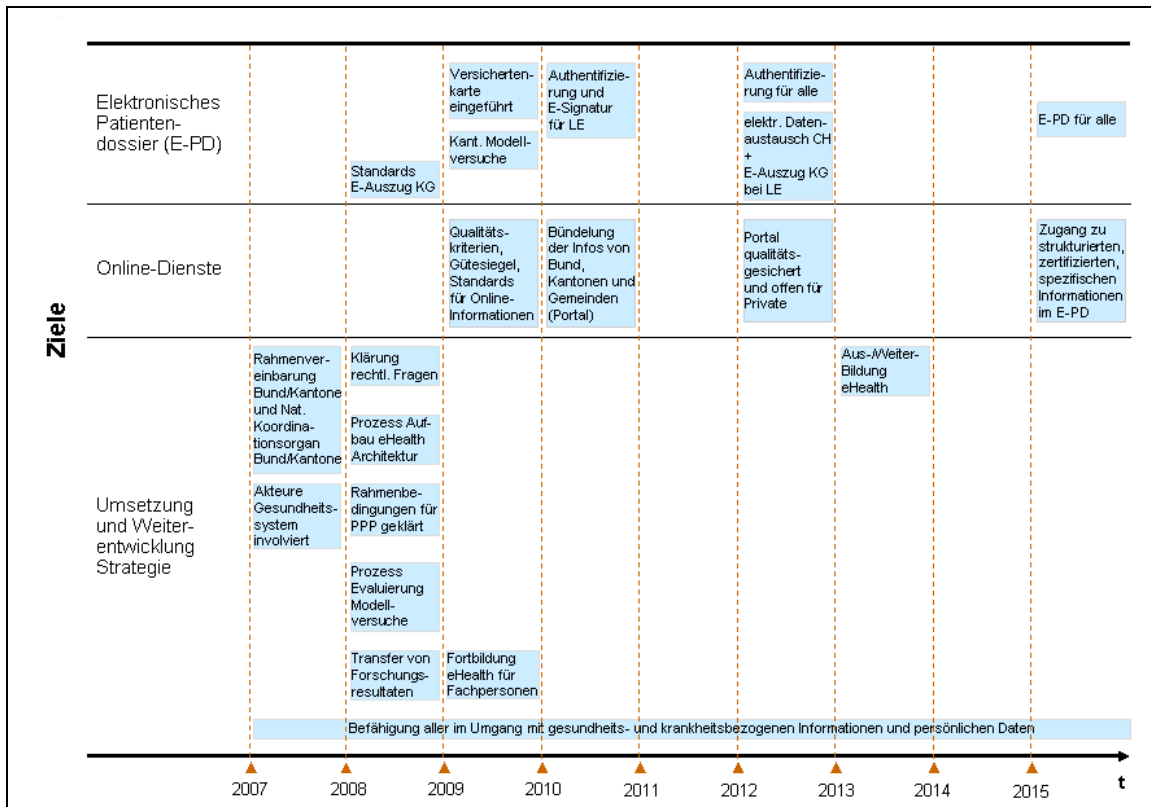 Ziele
Elektronisches
Patienten-
dossier (E-PD)
Standards
E-Auszug KG
Versicherten-
karte
eingeführt
Kant. Modell-
versuche
Authentifizie-
rung und
E-Signatur
für LE
Authentifizie-
rung für alle
elektr. Daten-
austausch CH
+
E-Auszug KG
bei LE
E-PD für alle
Online-Dienste
Qualitäts-
kriterien,
Gütesiegel,
Standards
für Online-
Informationen
Bündelung
der Infos von
Bund,
Kantonen und
Gemeinden
(Portal)
Portal
qualitäts-
gesichert
und offen für
Private
Zugang zu
strukturierten,
zertifizierten,
spezifischen
Informationen
im E-PD
Umsetzung
und Weiter-
entwicklung
Strategie
Rahmenver-
einbarung
Bund/Kantone
und Nat.
Koordina-
tionsorgan
Bund/Kantone
Akteure
Gesundheits-
system
involviert
Klärung
rechtl. Fragen
Prozess Auf-
bau eHealth
Architektur
Rahmenbe-
dingungen für
PPP geklärt
Prozess
Evaluierung
Modell-
versuche
Transfer von
Forschungs-
resultaten
Fortbildung
eHealth für
Fachpersonen
Aus-/Weiter-
Bildung
eHealth
Befähigung aller im Umgang mit gesundheits- und krankheitsbezogenen Informationen und persönlichen Daten
t
2007 2008 2009 2010 2011 2012 2013 2014 2015